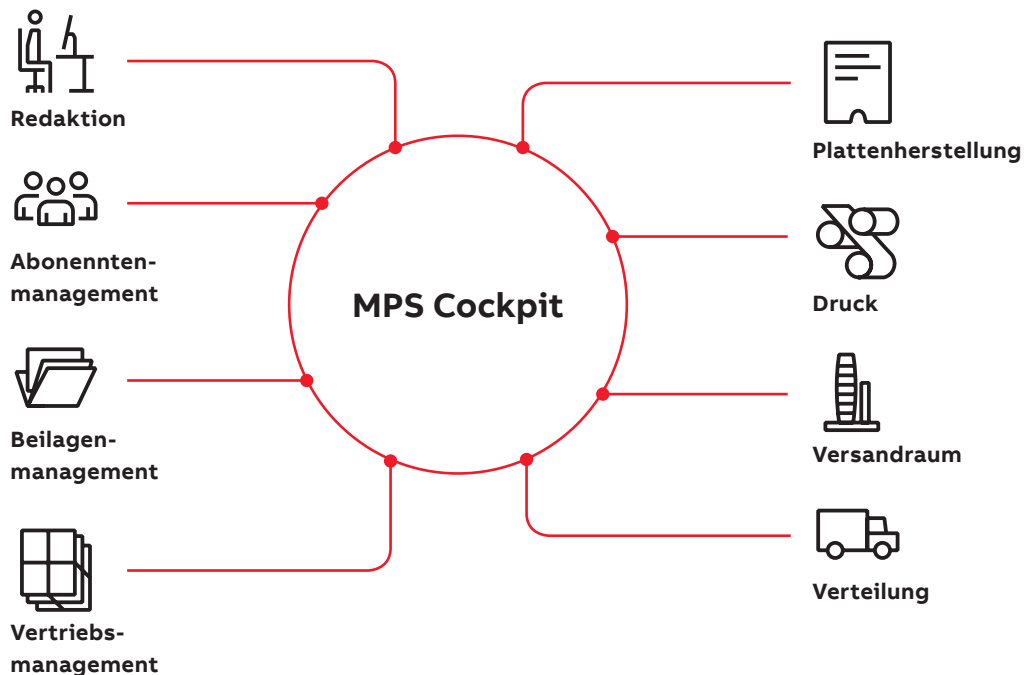 Redaktion
Abonennten-
management
Beilagen-
management
Vertriebs-
management
MPS Cockpit
Plattenherstellung
Druck
Versandraum
Verteilung